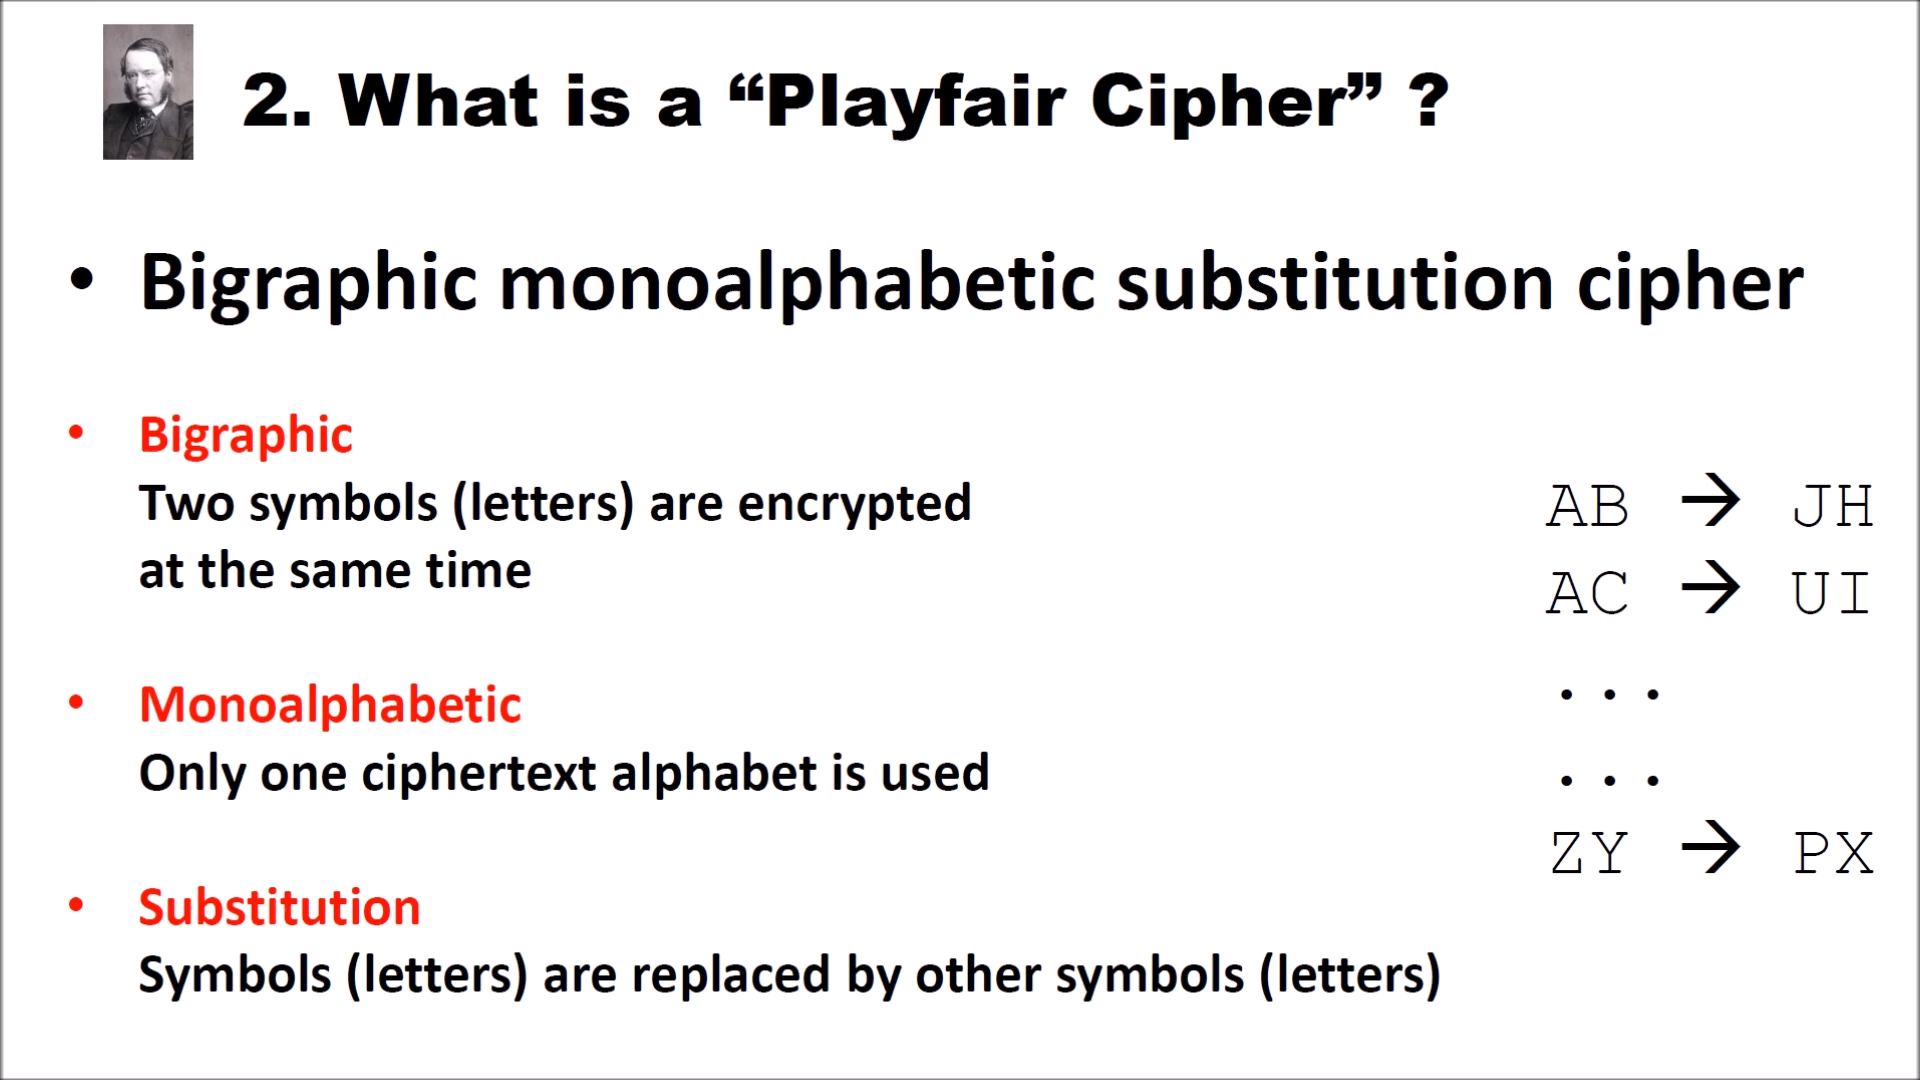 2. What is a “Playfair Cipher” ?
• Bigraphic monoalphabetic substitution cipher
• Bigraphic
Two symbols (letters) are encrypted
at the same time
• Monoalphabetic
Only one ciphertext alphabet is used
• Substitution
Symbols (letters) are replaced by other symbols (letters)
AB → JH
AC → UI
...
...
ZY → PX